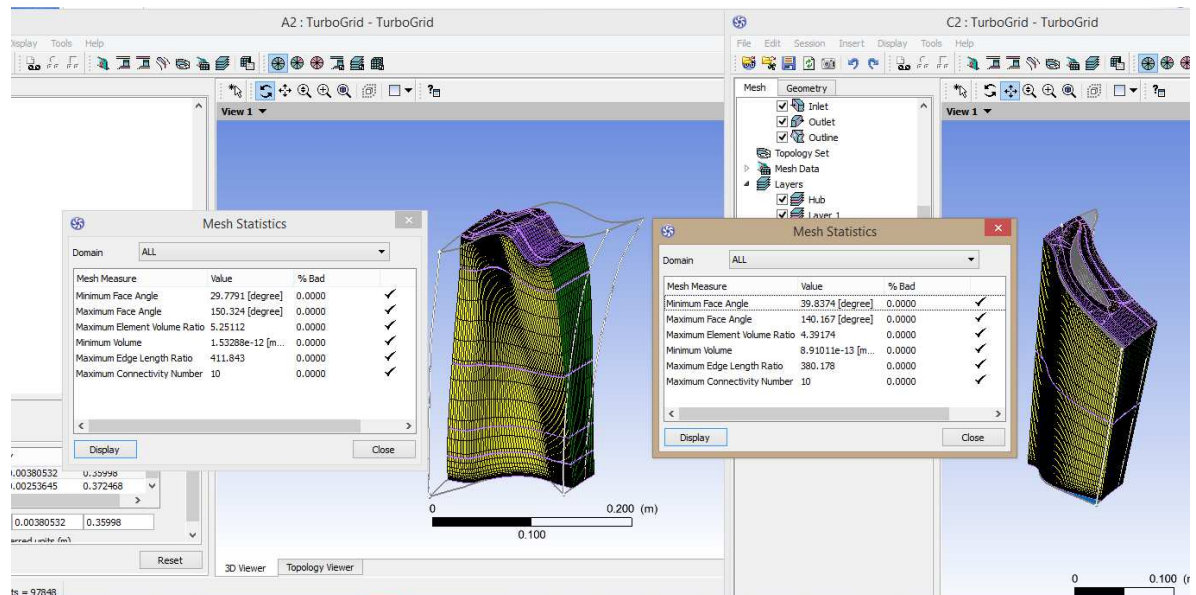 A2 : TurboGrid - TurboGrid
Display Tools Help
View 1
Mesh Statistics
Domain ALL
Mesh Measure Value % Bad
Minimum Face Angle 29.7791 [degree] 0.0000
Maximum Face Angle 150.324 [degree] 0.0000
Maximum Element Volume Ratio 5.25112 0.0000
Minimum Volume 1.53288e-12 [m... 0.0000
Maximum Edge Length Ratio 411.843 0.0000
Maximum Connectivity Number 10 0.0000
Display Close
0.00380532 0.35998
0.00253645 0.372468
0.00380532 0.35998
Reset
0 0.200 (m)
0.100
3D Viewer Topology Viewer
ts = 97848
C2 : TurboGrid - TurboGrid
File Edit Session Insert Display Tools Help
Mesh Geometry
Inlet
Outlet
Outline
Topology Set
Mesh Data
Layers
Hub
Layer 1
View 1
Mesh Statistics
Domain ALL
Mesh Measure Value % Bad
Minimum Face Angle 39.8374 [degree] 0.0000
Maximum Face Angle 140.167 [degree] 0.0000
Maximum Element Volume Ratio 4.39174 0.0000
Minimum Volume 8.91011e-13 [m... 0.0000
Maximum Edge Length Ratio 380.178 0.0000
Maximum Connectivity Number 10 0.0000
Display Close
0 0.100 (